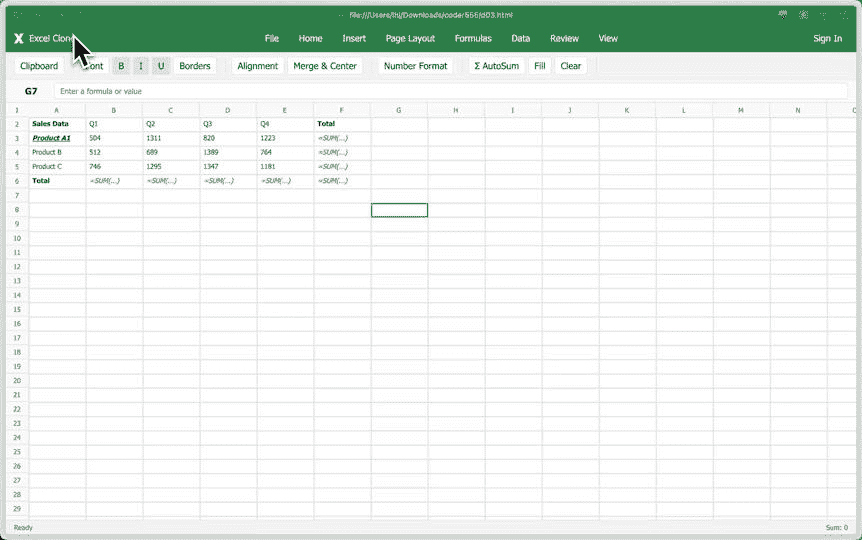 file:///Users/lhj/Downloads/coder556/d03.html
X Excel Clone File Home Insert Page Layout Formulas Data Review View Sign In
Clipboard Font B I U Borders Alignment Merge & Center Number Format Σ AutoSum Fill Clear
G7 Enter a formula or value
1 A B C D E F G H I J K L M N O
2 Sales Data Q1 Q2 Q3 Q4 Total
3 Product A1 504 1311 820 1223 =SUM(...)
4 Product B 512 689 1389 764 =SUM(...)
5 Product C 746 1295 1347 1181 =SUM(...)
6 Total =SUM(...) =SUM(...) =SUM(...) =SUM(...) =SUM(...)
7
8
9
10
11
12
13
14
15
16
17
18
19
20
21
22
23
24
25
26
27
28
29
Ready Sum: 0